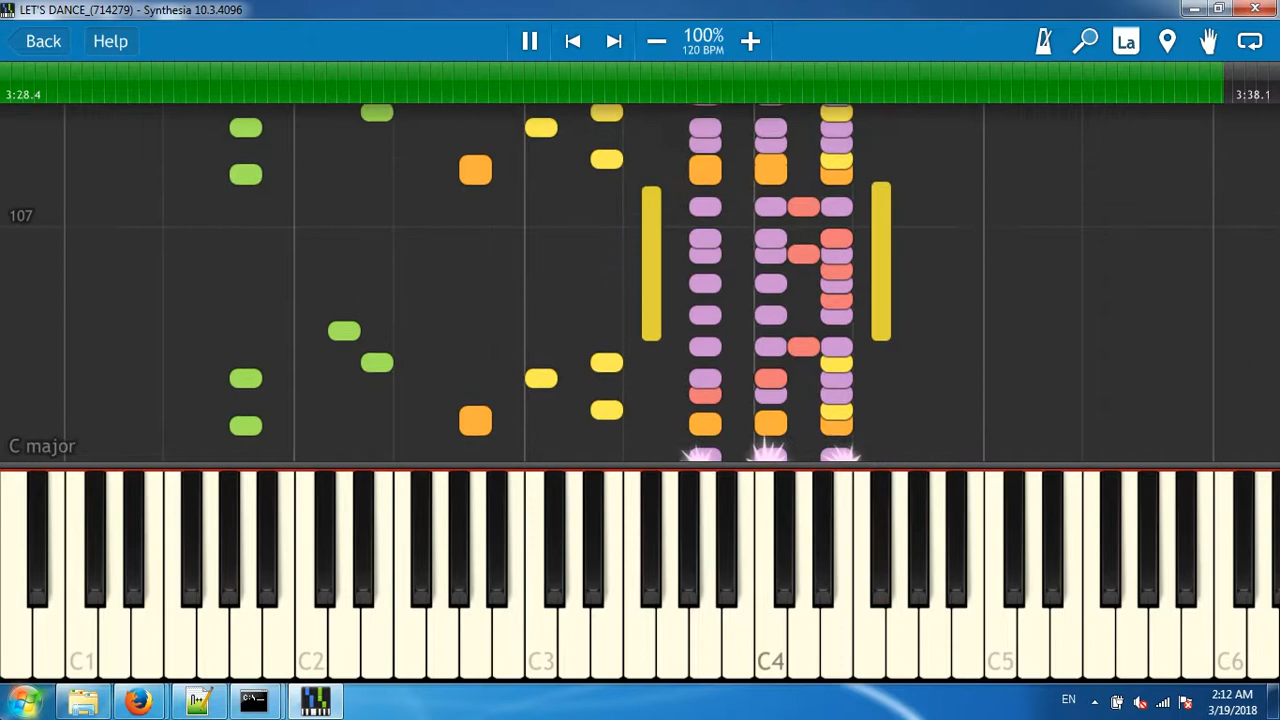 LET'S DANCE_(714279) - Synthesia 10.3.4096
Back Help 100% La
120 BPM
3:28.4 3:38.1
107
C major
C1 C2 C3 C4 C5 C6
EN 2:12 AM
3/19/2018